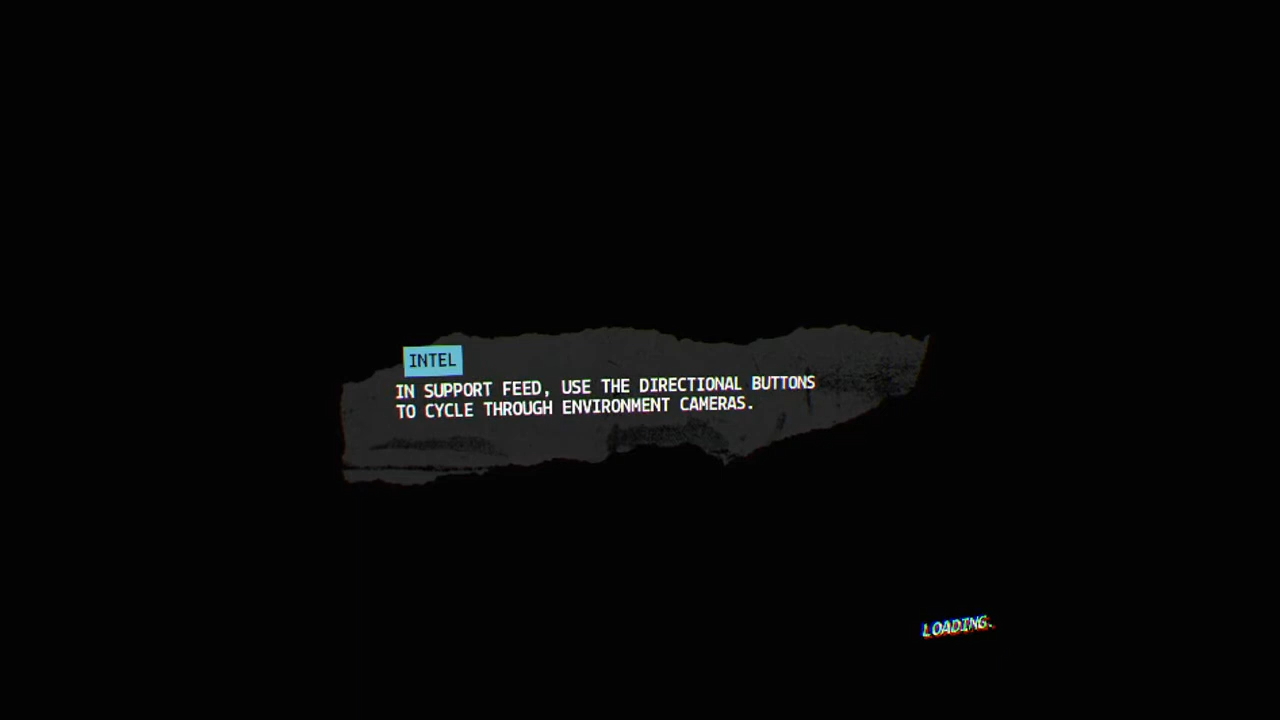 INTEL
IN SUPPORT FEED, USE THE DIRECTIONAL BUTTONS
TO CYCLE THROUGH ENVIRONMENT CAMERAS.
LOADING.